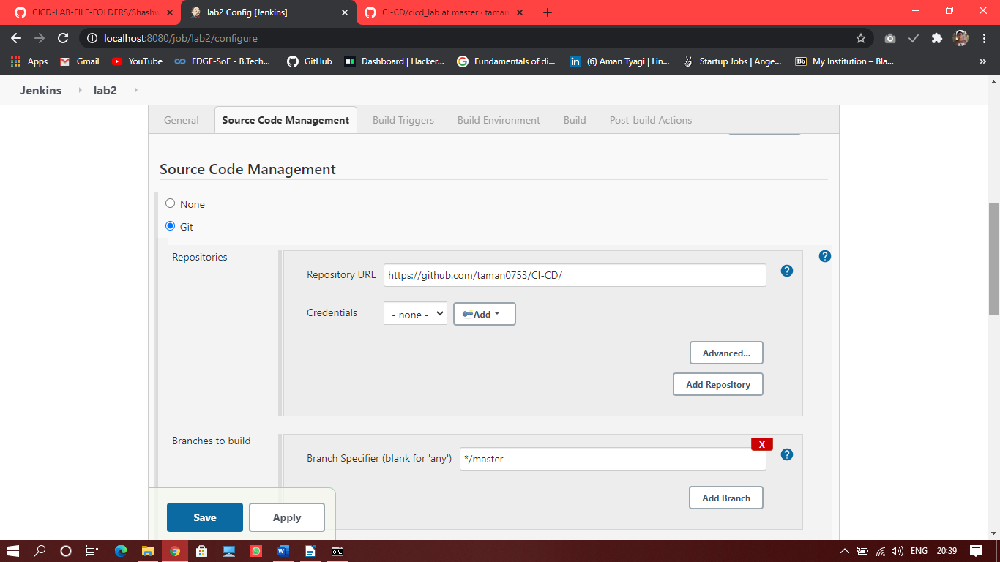 CICD-LAB-FILE-FOLDERS/Shashw
lab2 Config [Jenkins]
CI-CD/cicd_lab at master · taman
localhost:8080/job/lab2/configure
Apps
Gmail
YouTube
EDGE-SoE - B.Tech...
GitHub
Dashboard | Hacker...
Fundamentals of di...
(6) Aman Tyagi | Lin...
Startup Jobs | Ange...
Bb
My Institution – Bla...
»
Jenkins
lab2
General
Source Code Management
Build Triggers
Build Environment
Build
Post-build Actions
Source Code Management
None
Git
Repositories
?
Repository URL
https://github.com/taman0753/CI-CD/
?
Credentials
- none -
Add
Advanced...
Add Repository
Branches to build
X
Branch Specifier (blank for 'any')
*/master
?
Add Branch
Save
Apply
ENG
20:39